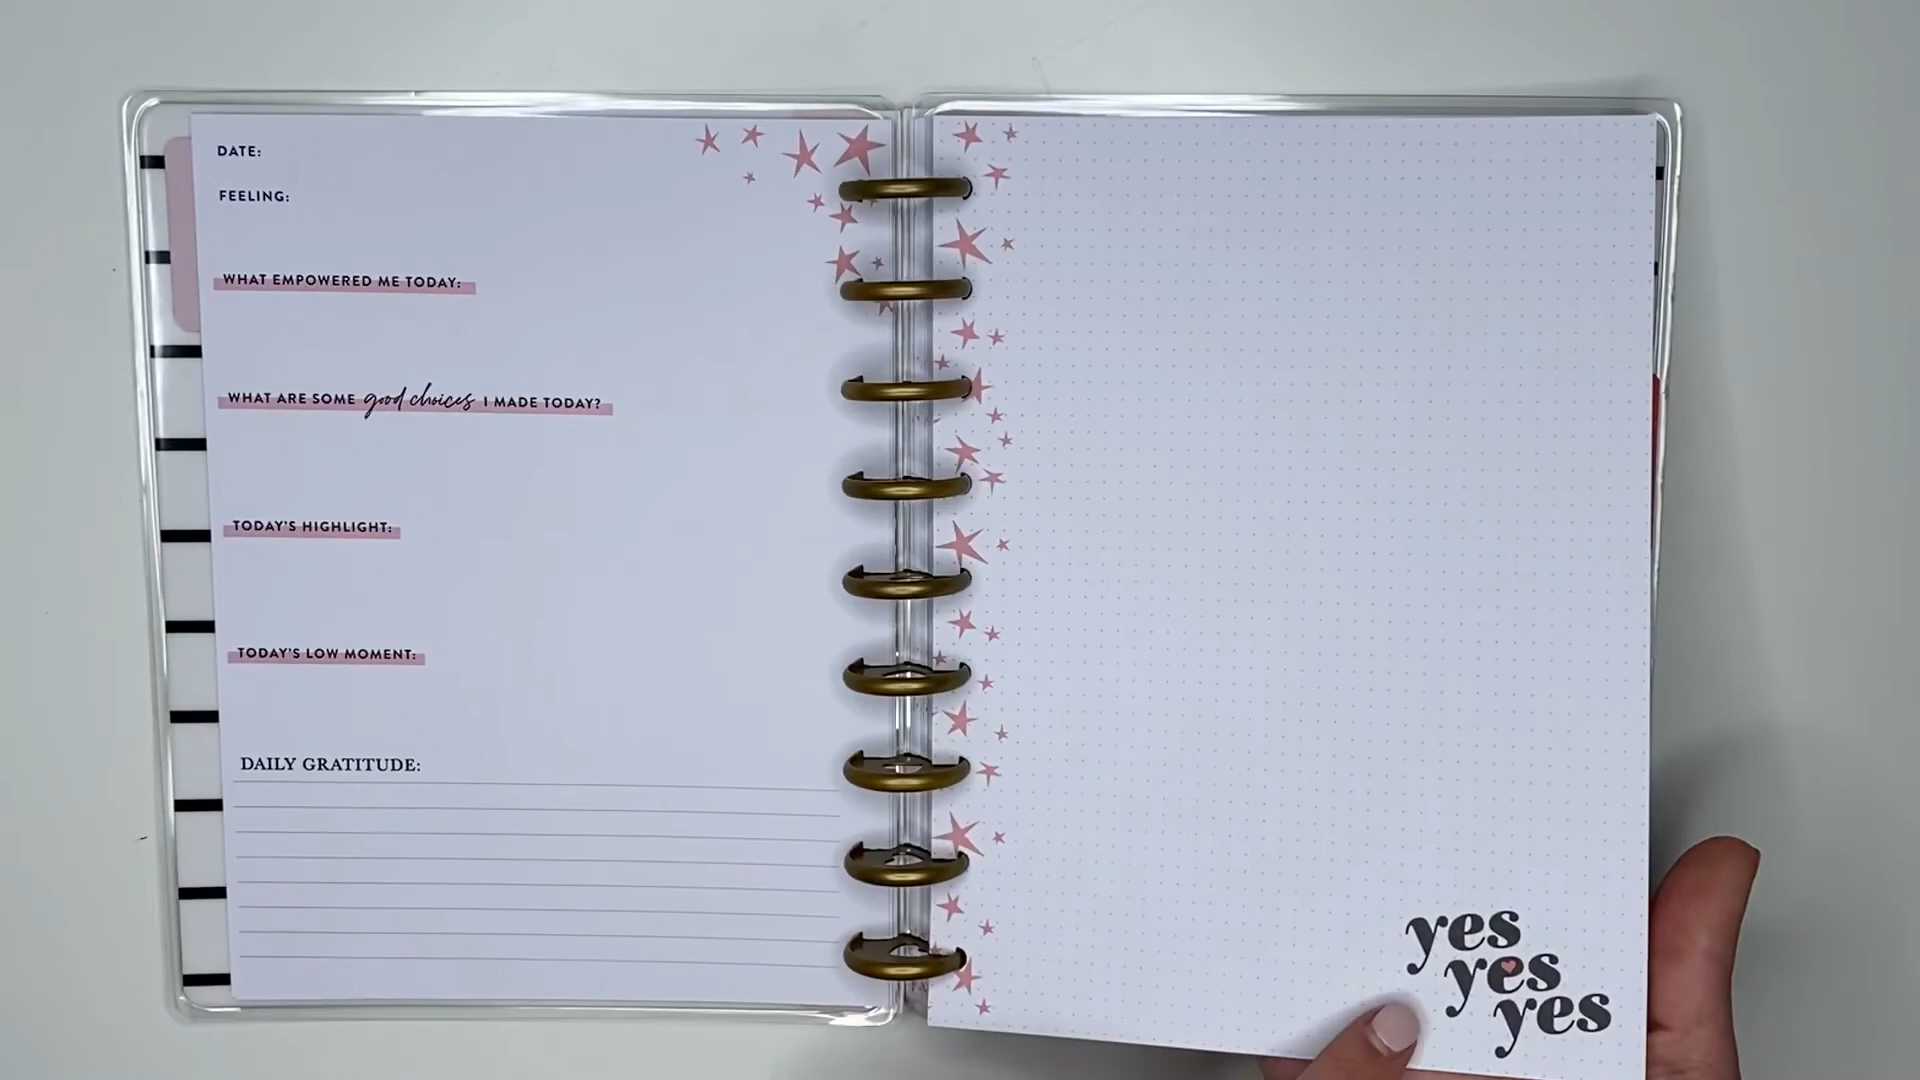 DATE:
FEELING:
WHAT EMPOWERED ME TODAY:
WHAT ARE SOME good choices I MADE TODAY?
TODAY'S HIGHLIGHT:
TODAY'S LOW MOMENT:
DAILY GRATITUDE:
yes
yes
yes